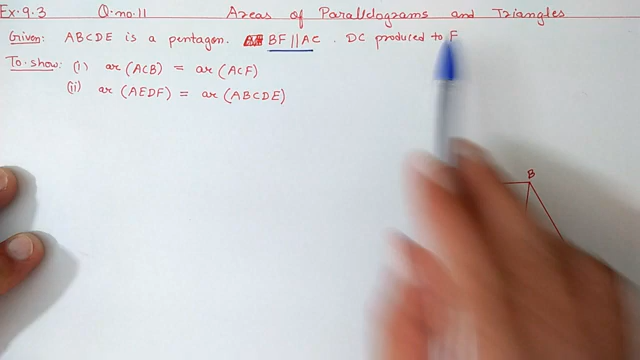 Ex. 9.3 Q. no. 11 Areas of Parallelograms and Triangles
Given: ABCDE is a pentagon. BF || AC . DC produced to F
To show: (i) ar (ACB) = ar (ACF)
(ii) ar (AEDF) = ar (ABCDE)
B